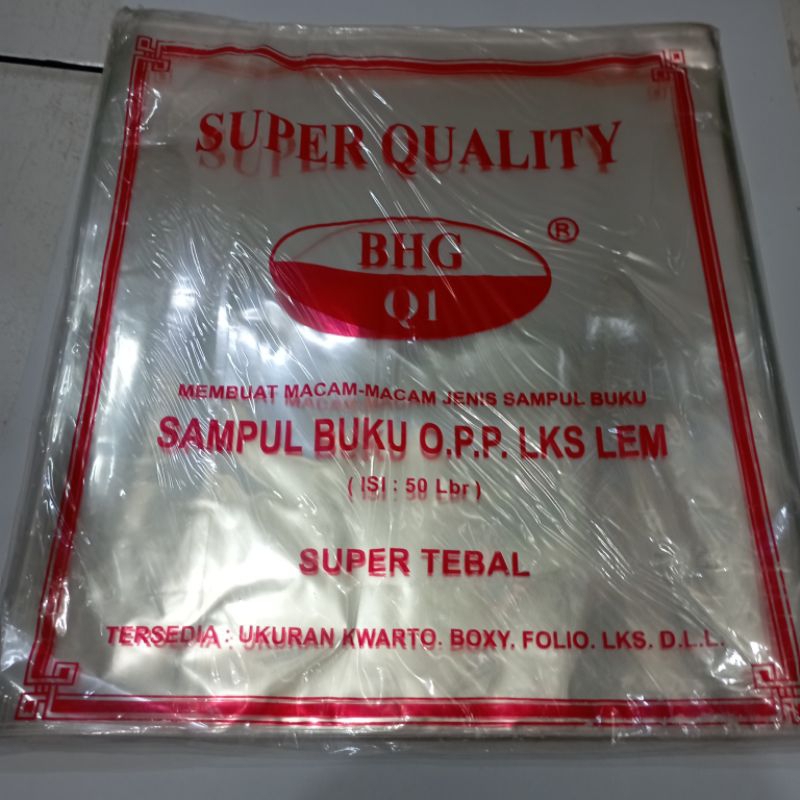 SUPER QUALITY
BHG ®
Q1
MEMBUAT MACAM-MACAM JENIS SAMPUL BUKU
SAMPUL BUKU O.P.P. LKS LEM
( ISI : 50 Lbr )
SUPER TEBAL
TERSEDIA : UKURAN KWARTO. BOXY. FOLIO. LKS. D.L.L.